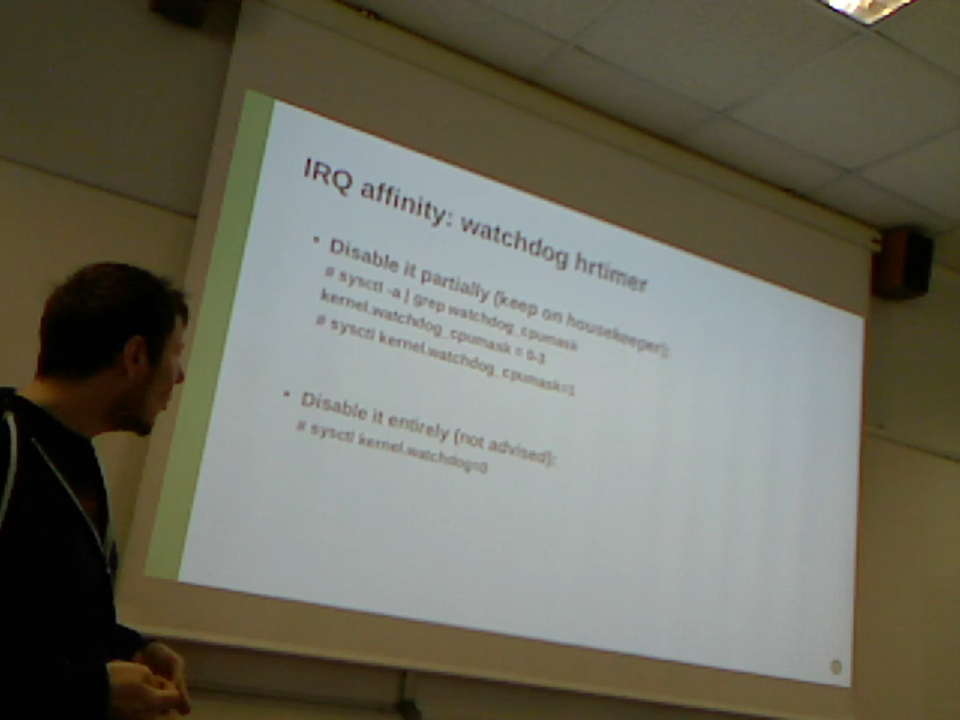 IRQ affinity: watchdog hrtimer
• Disable it partially (keep on housekeeper):
# sysctl -a | grep watchdog_cpumask
kernel.watchdog_cpumask = 0-3
# sysctl kernel.watchdog_cpumask=1
• Disable it entirely (not advised):
# sysctl kernel.watchdog=0